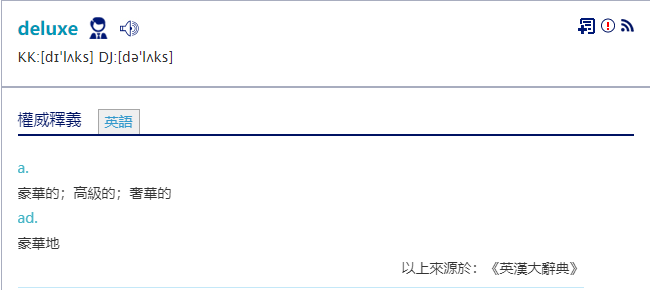 deluxe
KK:[dɪˈlʌks] DJ:[dəˈlʌks]
權威釋義 英語
a.
豪華的；高級的；奢華的
ad.
豪華地
以上來源於：《英漢大辭典》